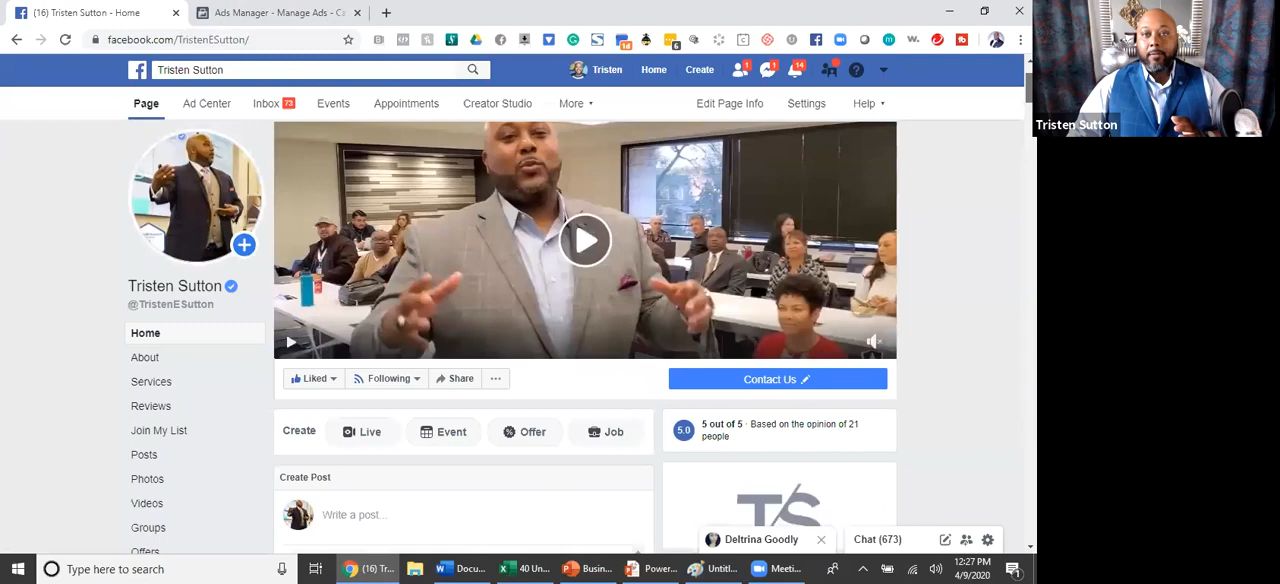 (16) Tristen Sutton - Home
Ads Manager - Manage Ads - Ca
facebook.com/TristenESutton/
Tristen Sutton
Tristen
Home
Create
1
1
14
Page
Ad Center
Inbox 73
Events
Appointments
Creator Studio
More
Edit Page Info
Settings
Help
Tristen Sutton
Tristen Sutton
@TristenESutton
Home
About
Services
Reviews
Join My List
Posts
Photos
Videos
Groups
Offers
Liked
Following
Share
Contact Us
Create
Live
Event
Offer
Job
5.0
5 out of 5 · Based on the opinion of 21
people
Create Post
Write a post...
T/S
Deltrina Goodly
Chat (673)
Type here to search
(16) Tr...
Docu...
40 Un...
Busin...
Power...
Untitl...
Meeti...
12:27 PM
4/9/2020